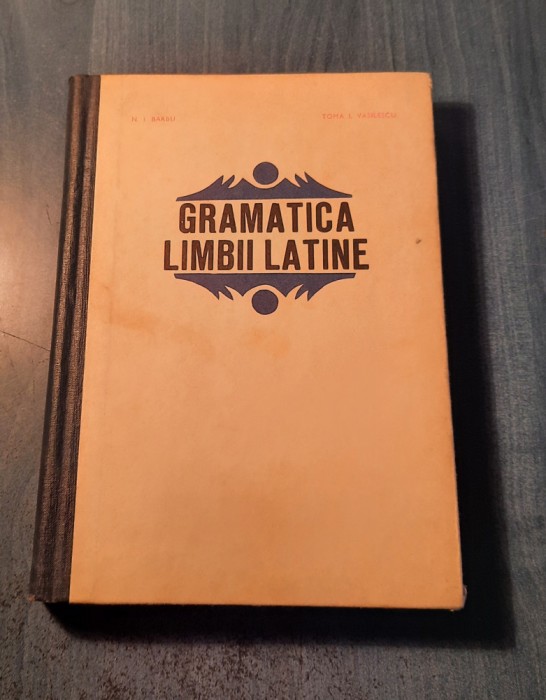 N. I. BARBU TOMA I. VASILESCU
GRAMATICA
LIMBII LATINE